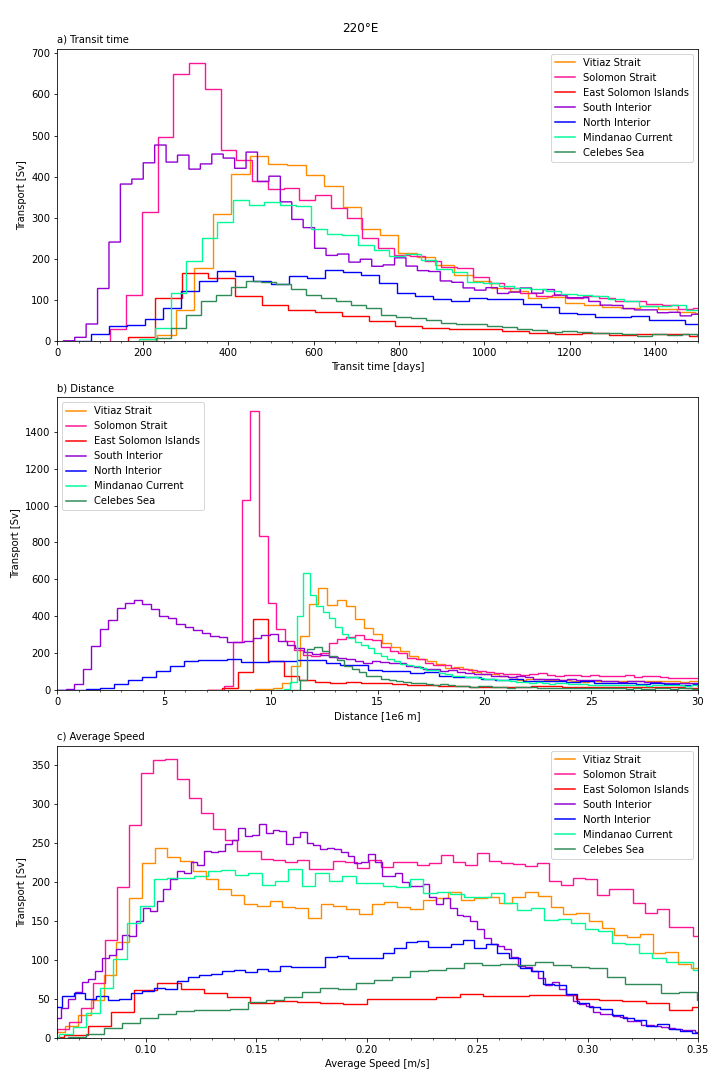 220°E
a) Transit time
700
600
500
400
300
200
100
0
Transport [Sv]
Vitiaz Strait
Solomon Strait
East Solomon Islands
South Interior
North Interior
Mindanao Current
Celebes Sea
0 200 400 600 800 1000 1200 1400
Transit time [days]
b) Distance
1400
1200
1000
800
600
400
200
0
Transport [Sv]
Vitiaz Strait
Solomon Strait
East Solomon Islands
South Interior
North Interior
Mindanao Current
Celebes Sea
0 5 10 15 20 25 30
Distance [1e6 m]
c) Average Speed
350
300
250
200
150
100
50
0
Transport [Sv]
Vitiaz Strait
Solomon Strait
East Solomon Islands
South Interior
North Interior
Mindanao Current
Celebes Sea
0.10 0.15 0.20 0.25 0.30 0.35
Average Speed [m/s]